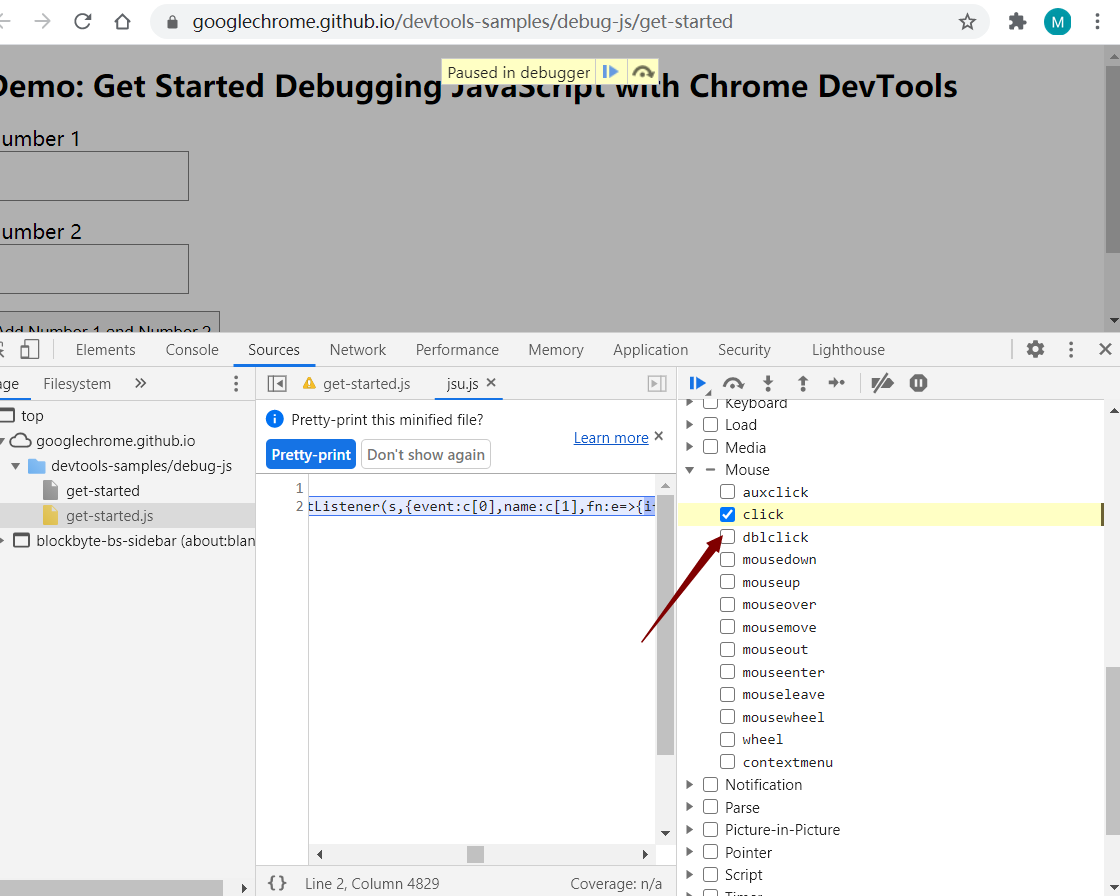 googlechrome.github.io/devtools-samples/debug-js/get-started
M
Paused in debugger
Demo: Get Started Debugging JavaScript with Chrome DevTools
umber 1
umber 2
Add Number 1 and Number 2
Elements Console Sources Network Performance Memory Application Security Lighthouse
ge Filesystem »
get-started.js jsu.js
top
googlechrome.github.io
devtools-samples/debug-js
get-started
get-started.js
blockbyte-bs-sidebar (about:blan
Pretty-print this minified file?
Learn more
Pretty-print Don't show again
1
2 tListener(s,{event:c[0],name:c[1],fn:e=>{i
{} Line 2, Column 4829 Coverage: n/a
Keyboard
Load
Media
Mouse
auxclick
click
dblclick
mousedown
mouseup
mouseover
mousemove
mouseout
mouseenter
mouseleave
mousewheel
wheel
contextmenu
Notification
Parse
Picture-in-Picture
Pointer
Script